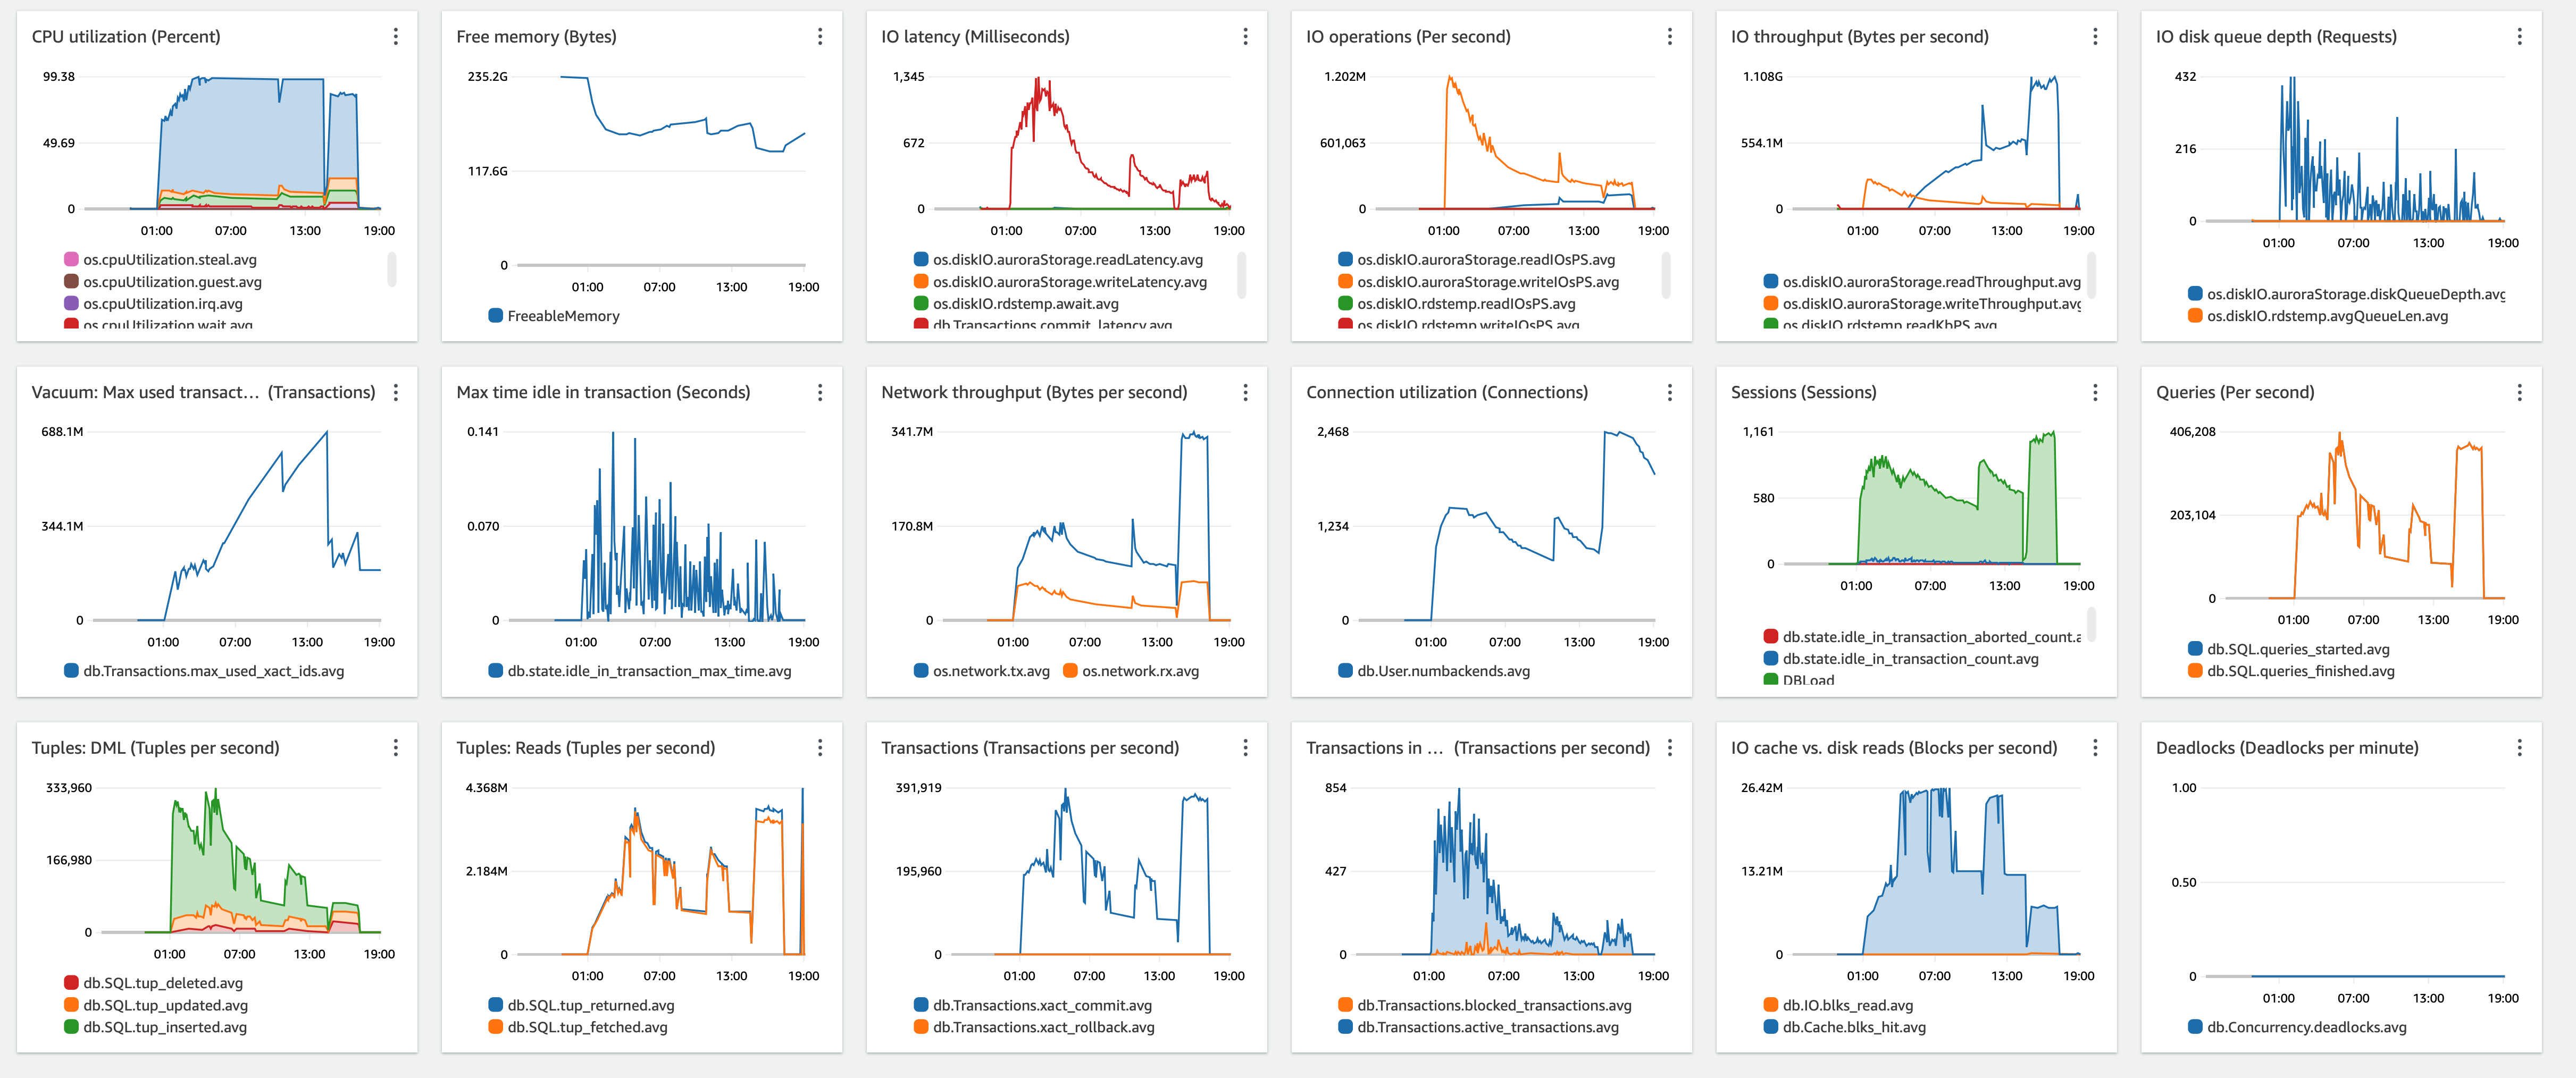 CPU utilization (Percent)
99.38
49.69
0
01:00 07:00 13:00 19:00
os.cpuUtilization.steal.avg
os.cpuUtilization.guest.avg
os.cpuUtilization.irq.avg
os.cpuUtilization.wait.avg
Free memory (Bytes)
235.2G
117.6G
0
01:00 07:00 13:00 19:00
FreeableMemory
IO latency (Milliseconds)
1,345
672
0
01:00 07:00 13:00 19:00
os.diskIO.auroraStorage.readLatency.avg
os.diskIO.auroraStorage.writeLatency.avg
os.diskIO.rdstemp.await.avg
db.Transactions.commit_latency.avg
IO operations (Per second)
1.202M
601,063
0
01:00 07:00 13:00 19:00
os.diskIO.auroraStorage.readIOsPS.avg
os.diskIO.auroraStorage.writeIOsPS.avg
os.diskIO.rdstemp.readIOsPS.avg
os.diskIO.rdstemp.writeIOsPS.avg
IO throughput (Bytes per second)
1.108G
554.1M
0
01:00 07:00 13:00 19:00
os.diskIO.auroraStorage.readThroughput.avg
os.diskIO.auroraStorage.writeThroughput.avg
os.diskIO.rdstemp.readKbPS.avg
IO disk queue depth (Requests)
432
216
0
01:00 07:00 13:00 19:00
os.diskIO.auroraStorage.diskQueueDepth.avg
os.diskIO.rdstemp.avgQueueLen.avg
Vacuum: Max used transact... (Transactions)
688.1M
344.1M
0
01:00 07:00 13:00 19:00
db.Transactions.max_used_xact_ids.avg
Max time idle in transaction (Seconds)
0.141
0.070
0
01:00 07:00 13:00 19:00
db.state.idle_in_transaction_max_time.avg
Network throughput (Bytes per second)
341.7M
170.8M
0
01:00 07:00 13:00 19:00
os.network.tx.avg os.network.rx.avg
Connection utilization (Connections)
2,468
1,234
0
01:00 07:00 13:00 19:00
db.User.numbackends.avg
Sessions (Sessions)
1,161
580
0
01:00 07:00 13:00 19:00
db.state.idle_in_transaction_aborted_count.a
db.state.idle_in_transaction_count.avg
DBLoad
Queries (Per second)
406,208
203,104
0
01:00 07:00 13:00 19:00
db.SQL.queries_started.avg
db.SQL.queries_finished.avg
Tuples: DML (Tuples per second)
333,960
166,980
0
01:00 07:00 13:00 19:00
db.SQL.tup_deleted.avg
db.SQL.tup_updated.avg
db.SQL.tup_inserted.avg
Tuples: Reads (Tuples per second)
4.368M
2.184M
0
01:00 07:00 13:00 19:00
db.SQL.tup_returned.avg
db.SQL.tup_fetched.avg
Transactions (Transactions per second)
391,919
195,960
0
01:00 07:00 13:00 19:00
db.Transactions.xact_commit.avg
db.Transactions.xact_rollback.avg
Transactions in ... (Transactions per second)
854
427
0
01:00 07:00 13:00 19:00
db.Transactions.blocked_transactions.avg
db.Transactions.active_transactions.avg
IO cache vs. disk reads (Blocks per second)
26.42M
13.21M
0
01:00 07:00 13:00 19:00
db.IO.blks_read.avg
db.Cache.blks_hit.avg
Deadlocks (Deadlocks per minute)
1.00
0.50
0
01:00 07:00 13:00 19:00
db.Concurrency.deadlocks.avg